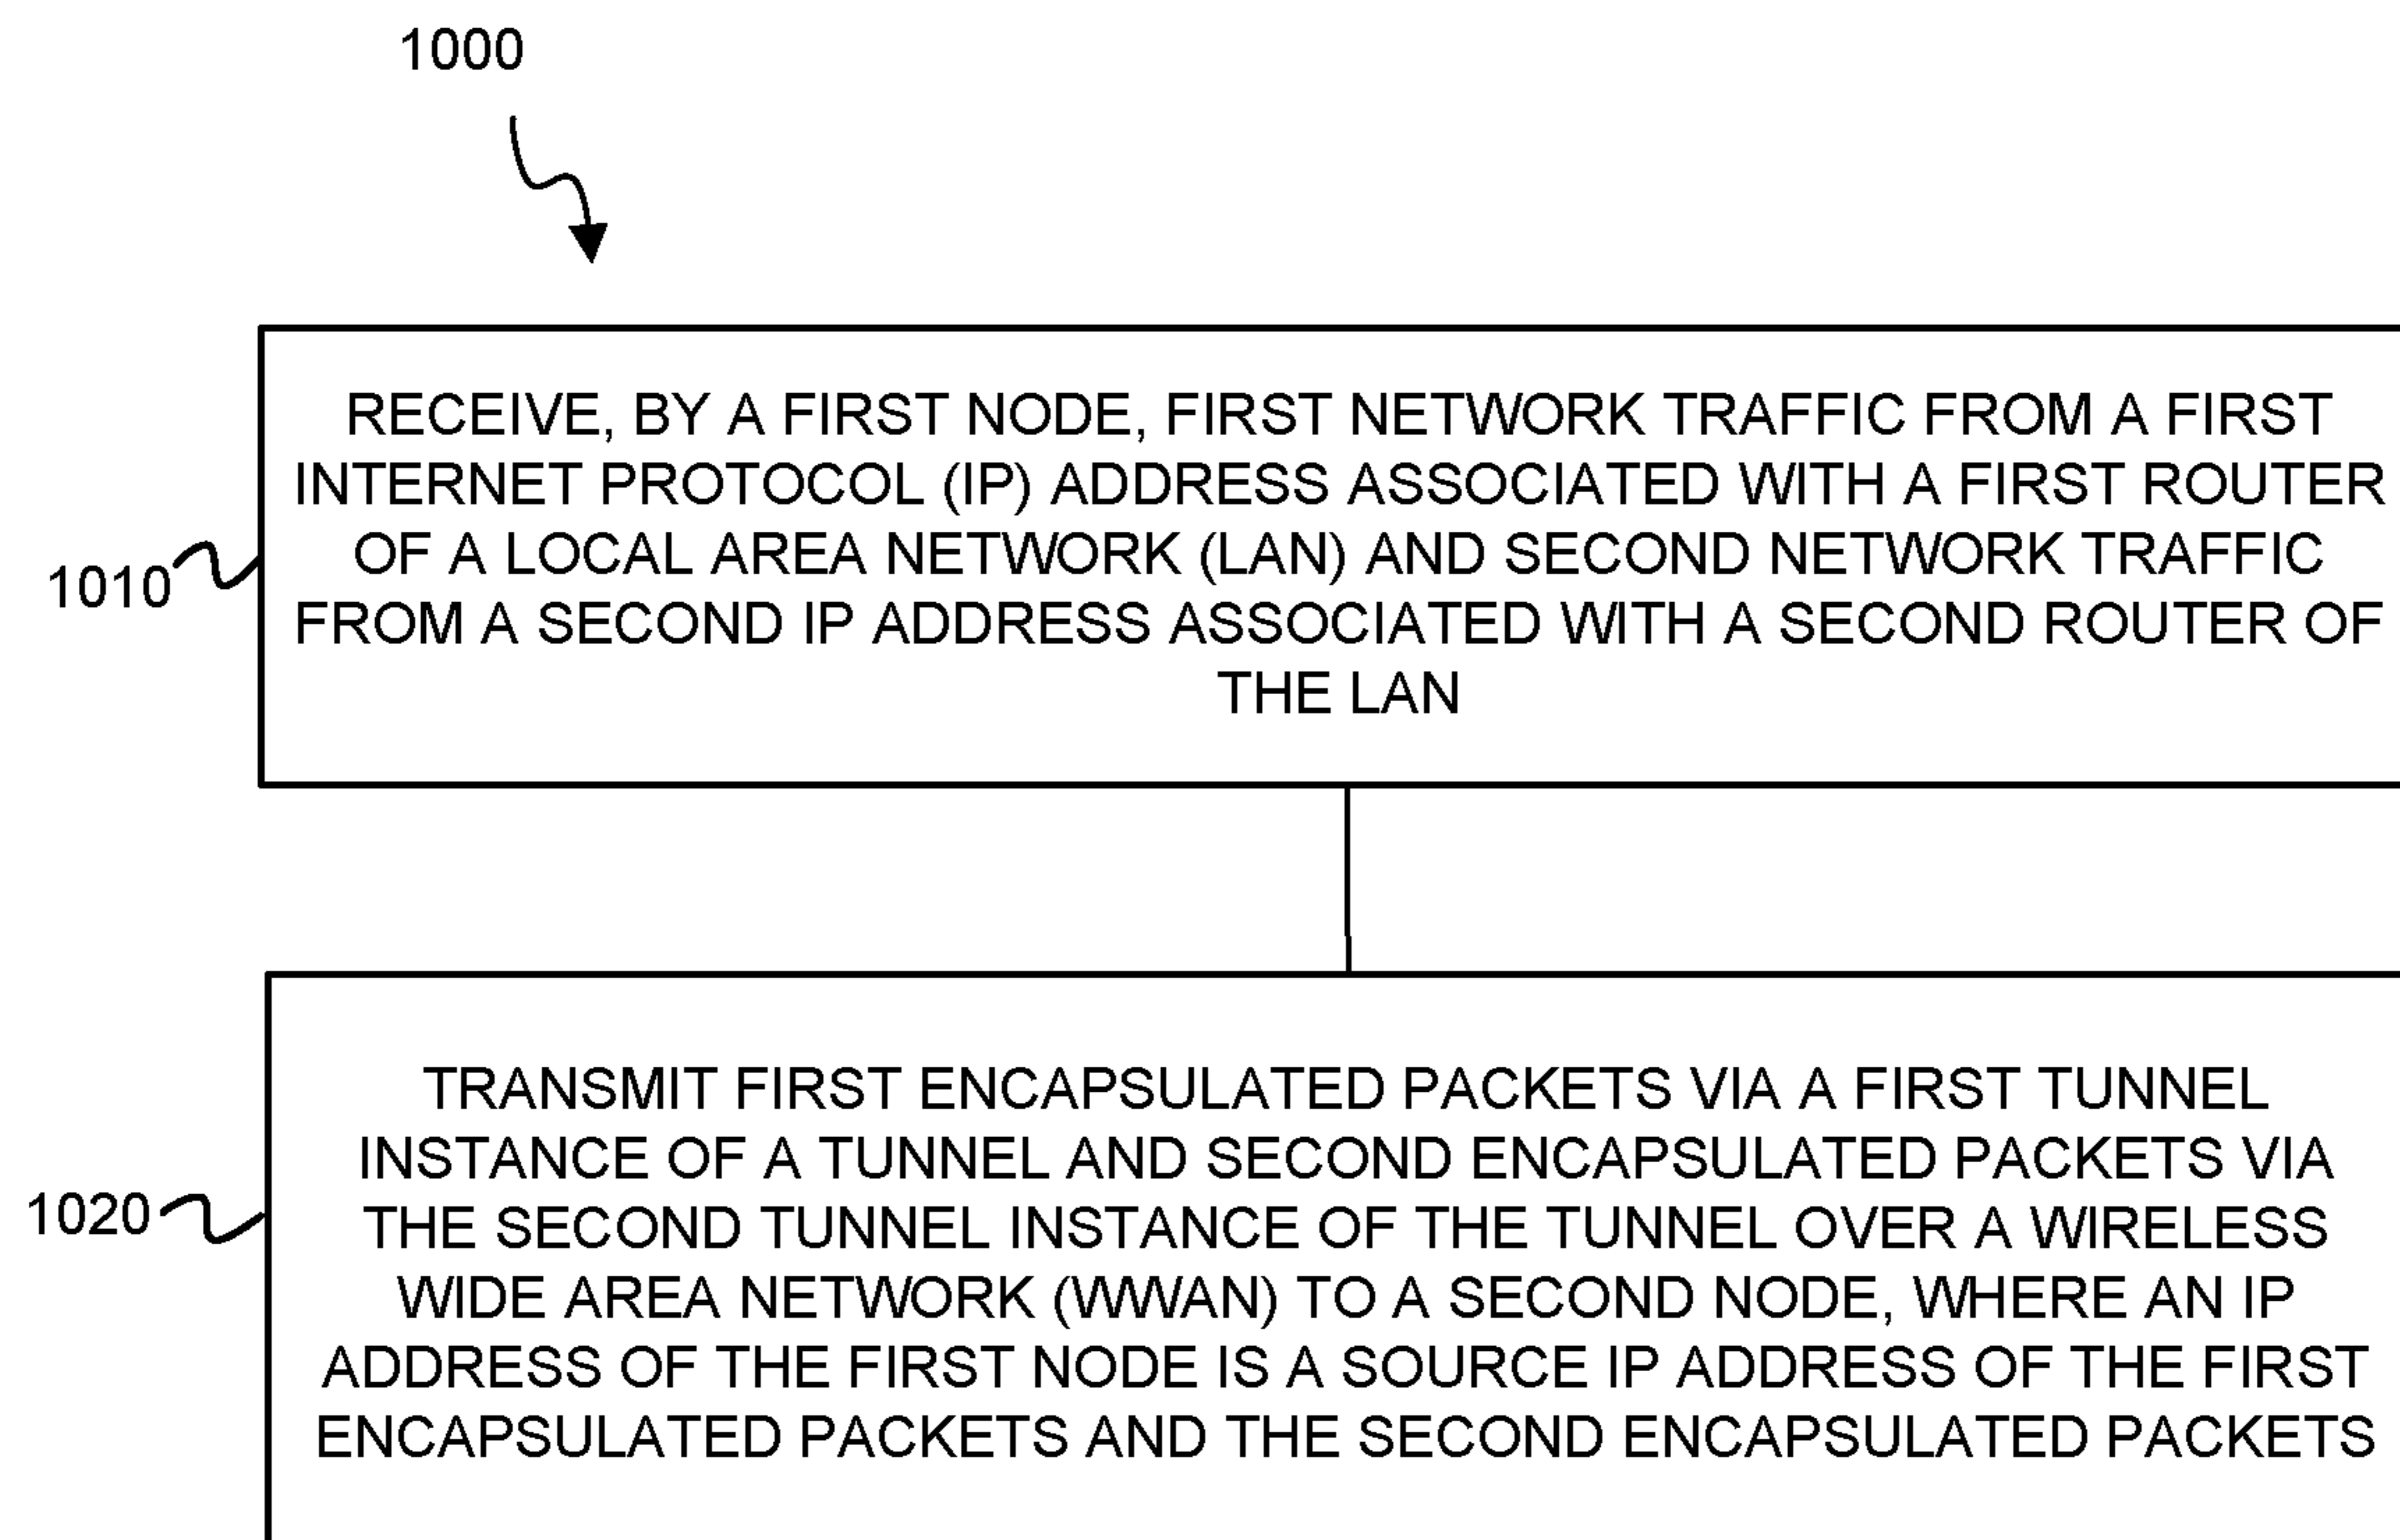 1000
RECEIVE, BY A FIRST NODE, FIRST NETWORK TRAFFIC FROM A FIRST
INTERNET PROTOCOL (IP) ADDRESS ASSOCIATED WITH A FIRST ROUTER
OF A LOCAL AREA NETWORK (LAN) AND SECOND NETWORK TRAFFIC
FROM A SECOND IP ADDRESS ASSOCIATED WITH A SECOND ROUTER OF
THE LAN
1010
TRANSMIT FIRST ENCAPSULATED PACKETS VIA A FIRST TUNNEL
INSTANCE OF A TUNNEL AND SECOND ENCAPSULATED PACKETS VIA
THE SECOND TUNNEL INSTANCE OF THE TUNNEL OVER A WIRELESS
WIDE AREA NETWORK (WWAN) TO A SECOND NODE, WHERE AN IP
ADDRESS OF THE FIRST NODE IS A SOURCE IP ADDRESS OF THE FIRST
ENCAPSULATED PACKETS AND THE SECOND ENCAPSULATED PACKETS
1020